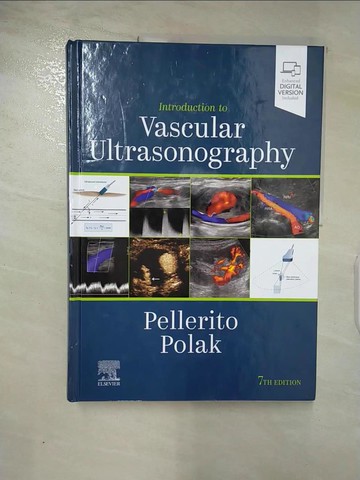 Enhanced
DIGITAL
VERSION
Included
Introduction to
Vascular
Ultrasonography
Pellerito
Polak
ELSEVIER
7TH EDITION